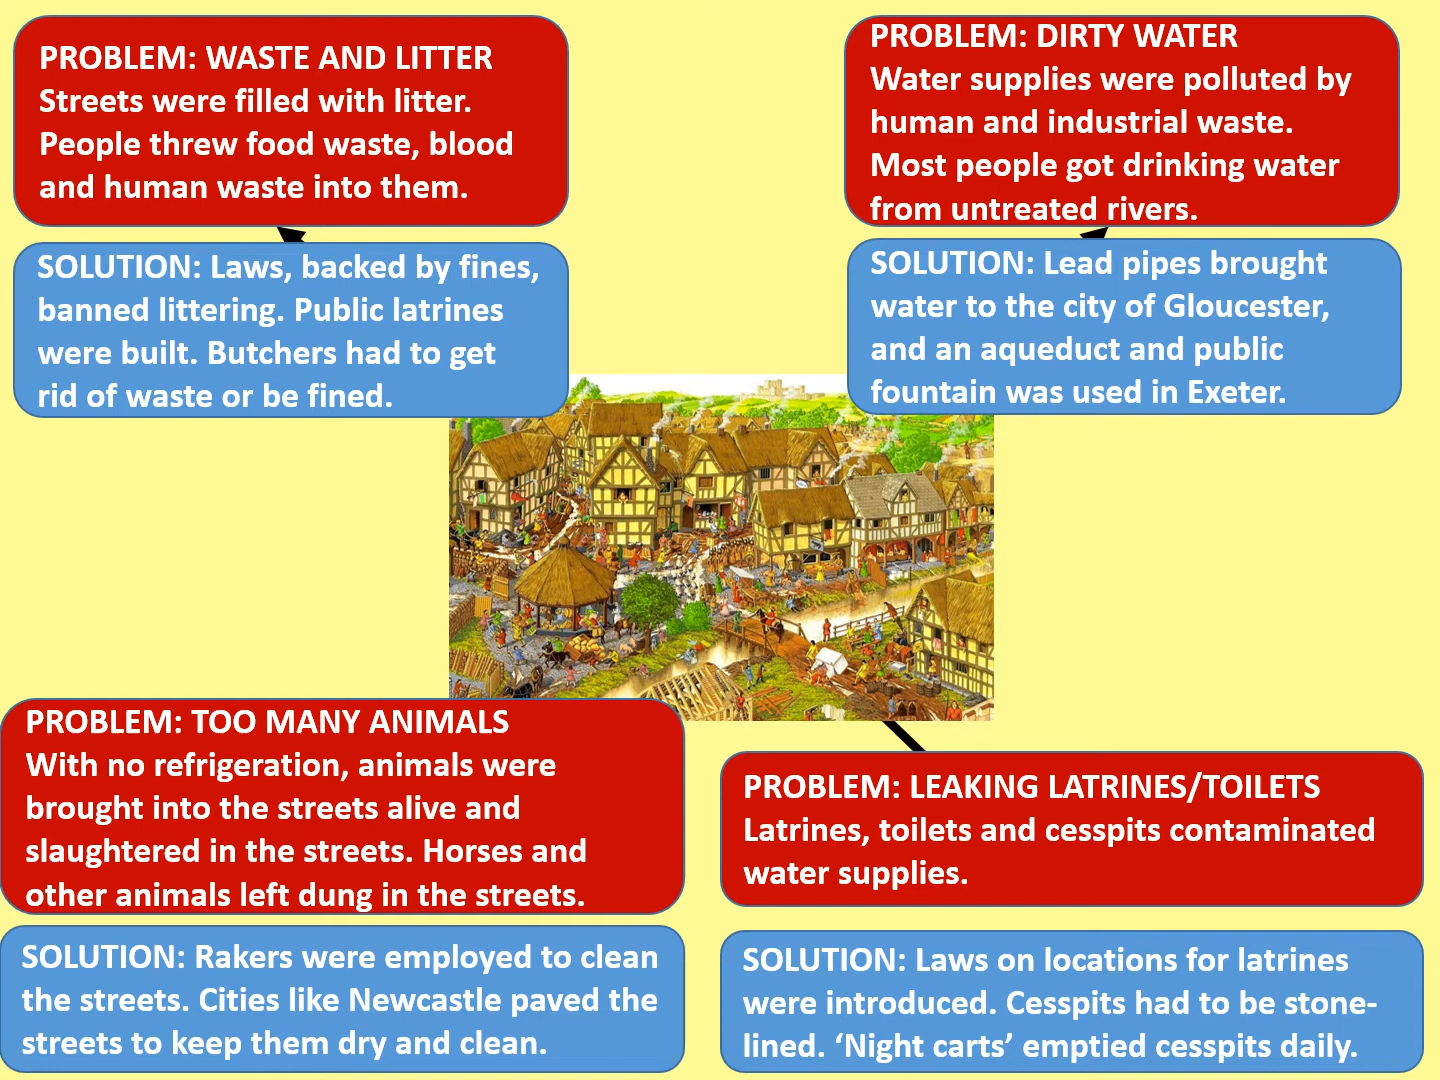 PROBLEM: WASTE AND LITTER
Streets were filled with litter.
People threw food waste, blood
and human waste into them.
SOLUTION: Laws, backed by fines,
banned littering. Public latrines
were built. Butchers had to get
rid of waste or be fined.
PROBLEM: DIRTY WATER
Water supplies were polluted by
human and industrial waste.
Most people got drinking water
from untreated rivers.
SOLUTION: Lead pipes brought
water to the city of Gloucester,
and an aqueduct and public
fountain was used in Exeter.
PROBLEM: TOO MANY ANIMALS
With no refrigeration, animals were
brought into the streets alive and
slaughtered in the streets. Horses and
other animals left dung in the streets.
SOLUTION: Rakers were employed to clean
the streets. Cities like Newcastle paved the
streets to keep them dry and clean.
PROBLEM: LEAKING LATRINES/TOILETS
Latrines, toilets and cesspits contaminated
water supplies.
SOLUTION: Laws on locations for latrines
were introduced. Cesspits had to be stone-
lined. ‘Night carts’ emptied cesspits daily.